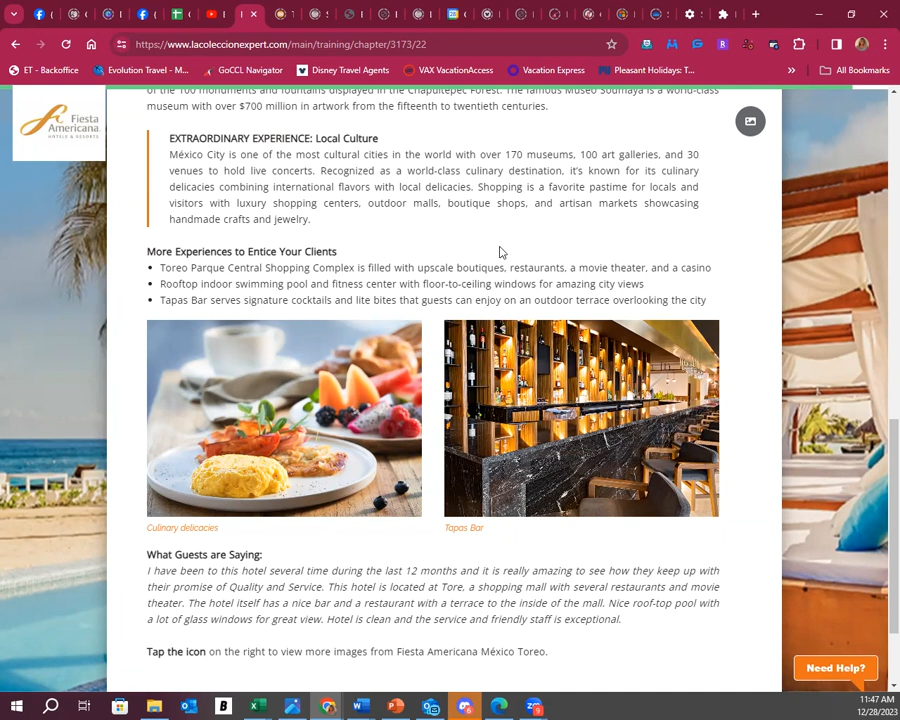 https://www.lacoleccionexpert.com/main/training/chapter/3173/22
ET - Backoffice
Evolution Travel - M...
GoCCL Navigator
Disney Travel Agents
VAX VacationAccess
Vacation Express
Pleasant Holidays: T...
All Bookmarks
Fiesta
Americana
HOTELS & RESORTS
of the 100 monuments and fountains displayed in the Chapultepec Forest. The famous Museo Soumaya is a world-class
museum with over $700 million in artwork from the fifteenth to twentieth centuries.
EXTRAORDINARY EXPERIENCE: Local Culture
México City is one of the most cultural cities in the world with over 170 museums, 100 art galleries, and 30
venues to hold live concerts. Recognized as a world-class culinary destination, it's known for its culinary
delicacies combining international flavors with local delicacies. Shopping is a favorite pastime for locals and
visitors with luxury shopping centers, outdoor malls, boutique shops, and artisan markets showcasing
handmade crafts and jewelry.
More Experiences to Entice Your Clients
• Toreo Parque Central Shopping Complex is filled with upscale boutiques, restaurants, a movie theater, and a casino
• Rooftop indoor swimming pool and fitness center with floor-to-ceiling windows for amazing city views
• Tapas Bar serves signature cocktails and lite bites that guests can enjoy on an outdoor terrace overlooking the city
Culinary delicacies
Tapas Bar
What Guests are Saying:
I have been to this hotel several time during the last 12 months and it is really amazing to see how they keep up with
their promise of Quality and Service. This hotel is located at Tore, a shopping mall with several restaurants and movie
theater. The hotel itself has a nice bar and a restaurant with a terrace to the inside of the mall. Nice roof-top pool with
a lot of glass windows for great view. Hotel is clean and the service and friendly staff is exceptional.
Tap the icon on the right to view more images from Fiesta Americana México Toreo.
Need Help?
11:47 AM
12/28/2023